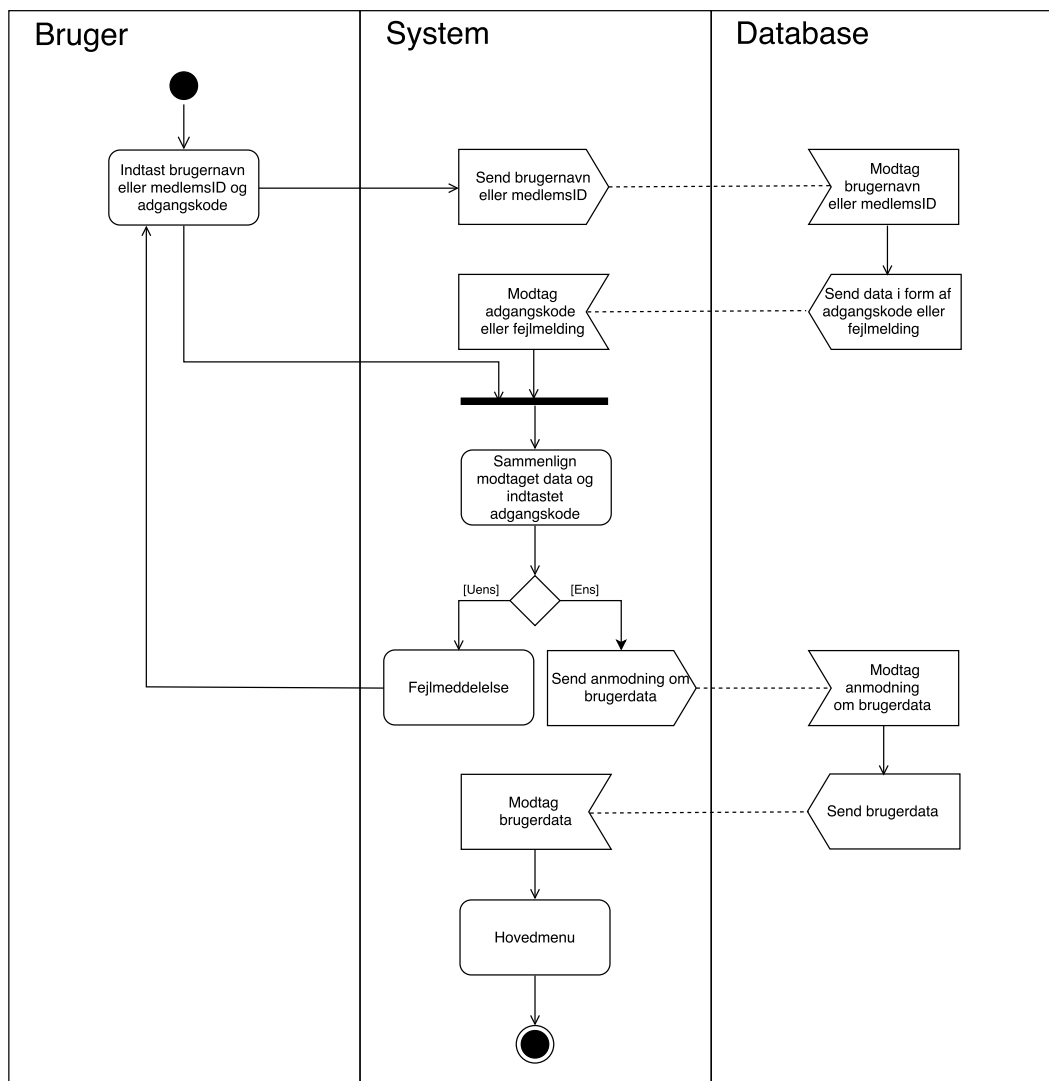 Bruger
System
Database
Indtast brugernavn
eller medlemsID og
adgangskode
Send brugernavn
eller medlemsID
Modtag
brugernavn
eller medlemsID
Modtag
adgangskode
eller fejlmelding
Send data i form af
adgangskode eller
fejlmelding
Sammenlign
modtaget data og
indtastet
adgangskode
[Uens]
[Ens]
Fejlmeddelelse
Send anmodning om
brugerdata
Modtag
anmodning
om brugerdata
Modtag
brugerdata
Send brugerdata
Hovedmenu